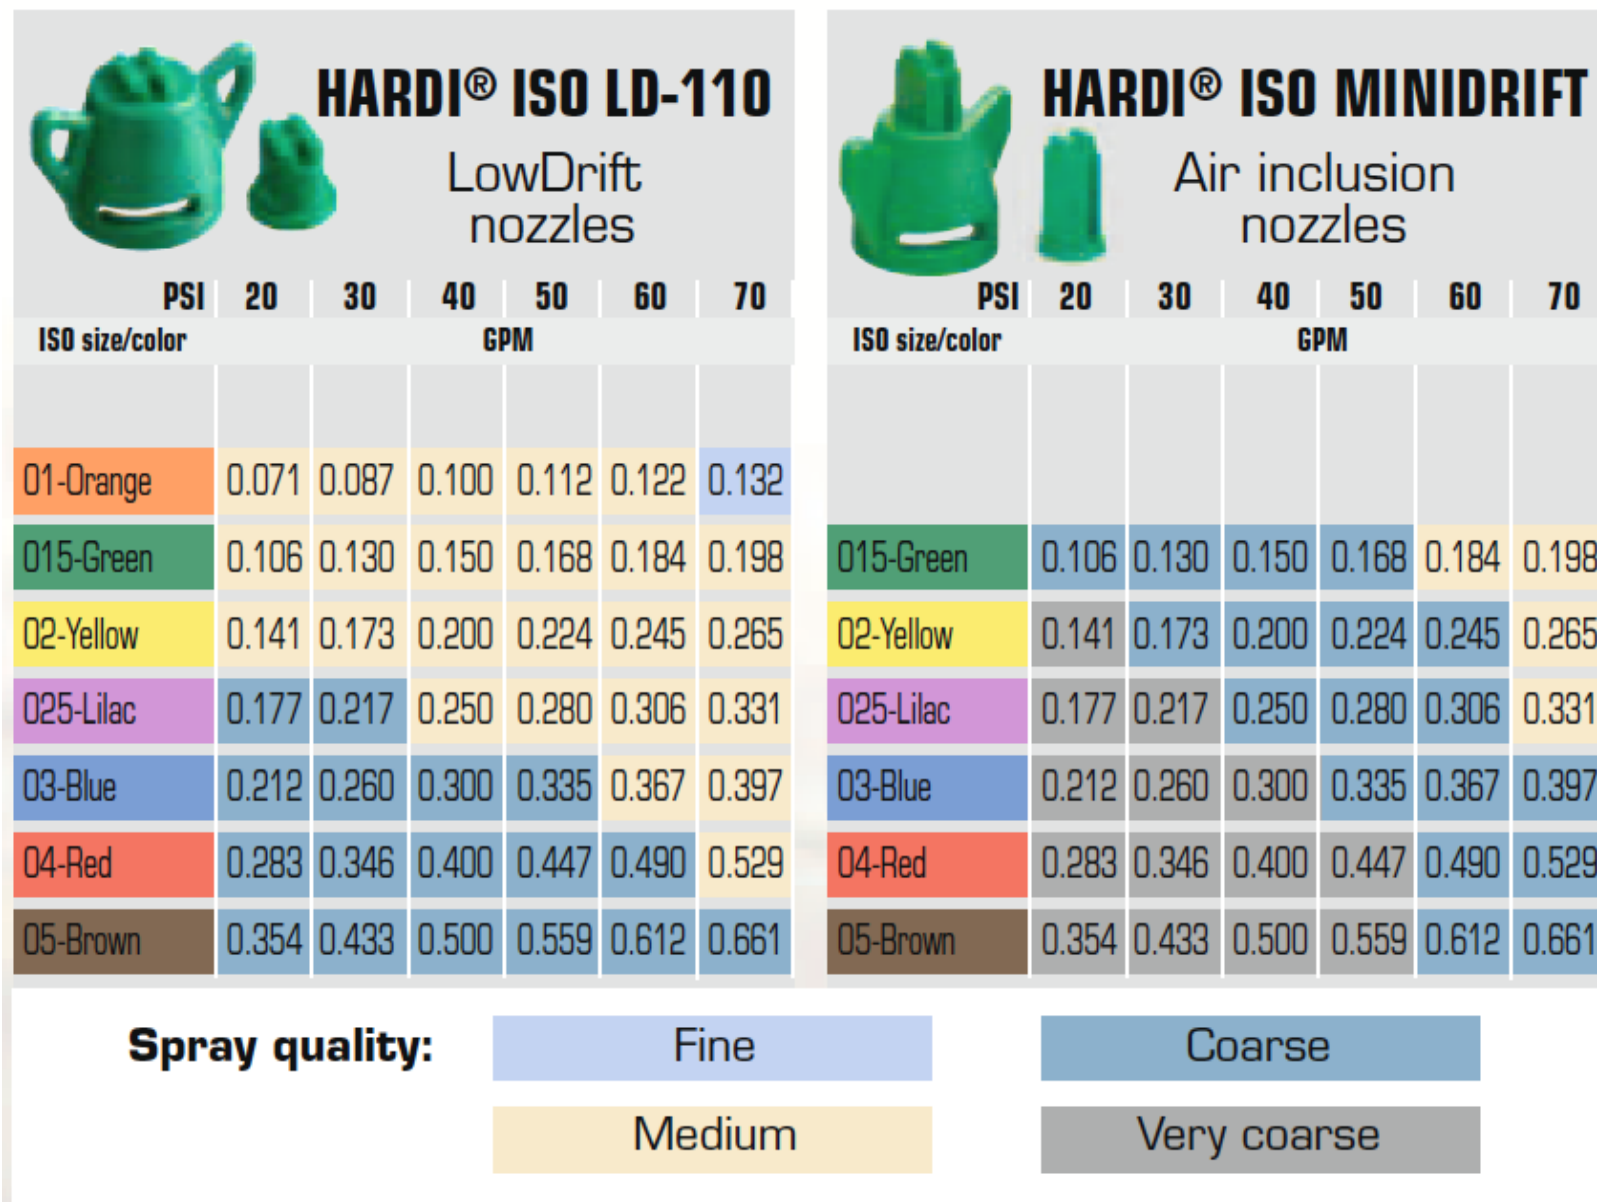 HARDI® ISO LD-110
LowDrift
nozzles
PSI 20 30 40 50 60 70
ISO size/color GPM
01-Orange 0.071 0.087 0.100 0.112 0.122 0.132
015-Green 0.106 0.130 0.150 0.168 0.184 0.198
02-Yellow 0.141 0.173 0.200 0.224 0.245 0.265
025-Lilac 0.177 0.217 0.250 0.280 0.306 0.331
03-Blue 0.212 0.260 0.300 0.335 0.367 0.397
04-Red 0.283 0.346 0.400 0.447 0.490 0.529
05-Brown 0.354 0.433 0.500 0.559 0.612 0.661
HARDI® ISO MINIDRIFT
Air inclusion
nozzles
PSI 20 30 40 50 60 70
ISO size/color GPM
015-Green 0.106 0.130 0.150 0.168 0.184 0.198
02-Yellow 0.141 0.173 0.200 0.224 0.245 0.265
025-Lilac 0.177 0.217 0.250 0.280 0.306 0.331
03-Blue 0.212 0.260 0.300 0.335 0.367 0.397
04-Red 0.283 0.346 0.400 0.447 0.490 0.529
05-Brown 0.354 0.433 0.500 0.559 0.612 0.661
Spray quality: Fine Coarse
Medium Very coarse